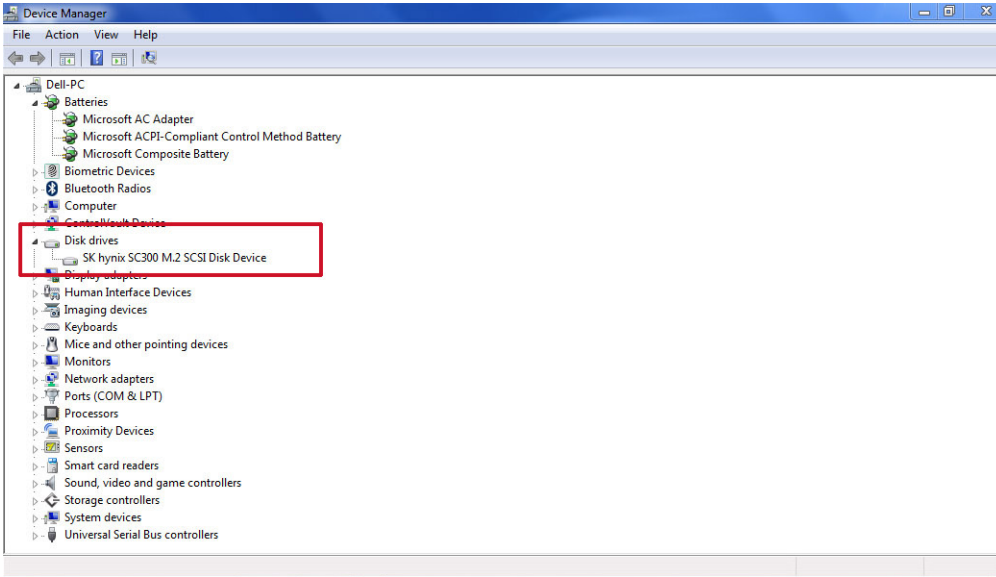 Device Manager
File Action View Help
Dell-PC
Batteries
Microsoft AC Adapter
Microsoft ACPI-Compliant Control Method Battery
Microsoft Composite Battery
Biometric Devices
Bluetooth Radios
Computer
ControlVault Device
Disk drives
SK hynix SC300 M.2 SCSI Disk Device
Display adapters
Human Interface Devices
Imaging devices
Keyboards
Mice and other pointing devices
Monitors
Network adapters
Ports (COM & LPT)
Processors
Proximity Devices
Sensors
Smart card readers
Sound, video and game controllers
Storage controllers
System devices
Universal Serial Bus controllers